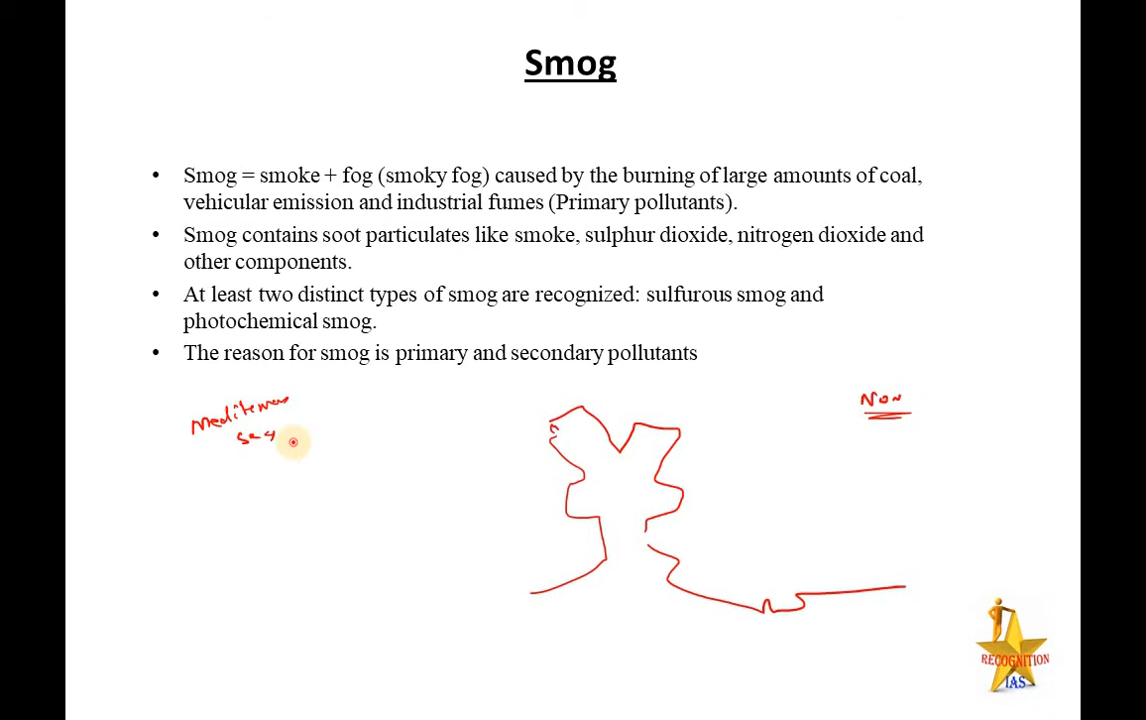 Smog
• Smog = smoke + fog (smoky fog) caused by the burning of large amounts of coal,
vehicular emission and industrial fumes (Primary pollutants).
• Smog contains soot particulates like smoke, sulphur dioxide, nitrogen dioxide and
other components.
• At least two distinct types of smog are recognized: sulfurous smog and
photochemical smog.
• The reason for smog is primary and secondary pollutants
Nov
RECOGNITION
IAS